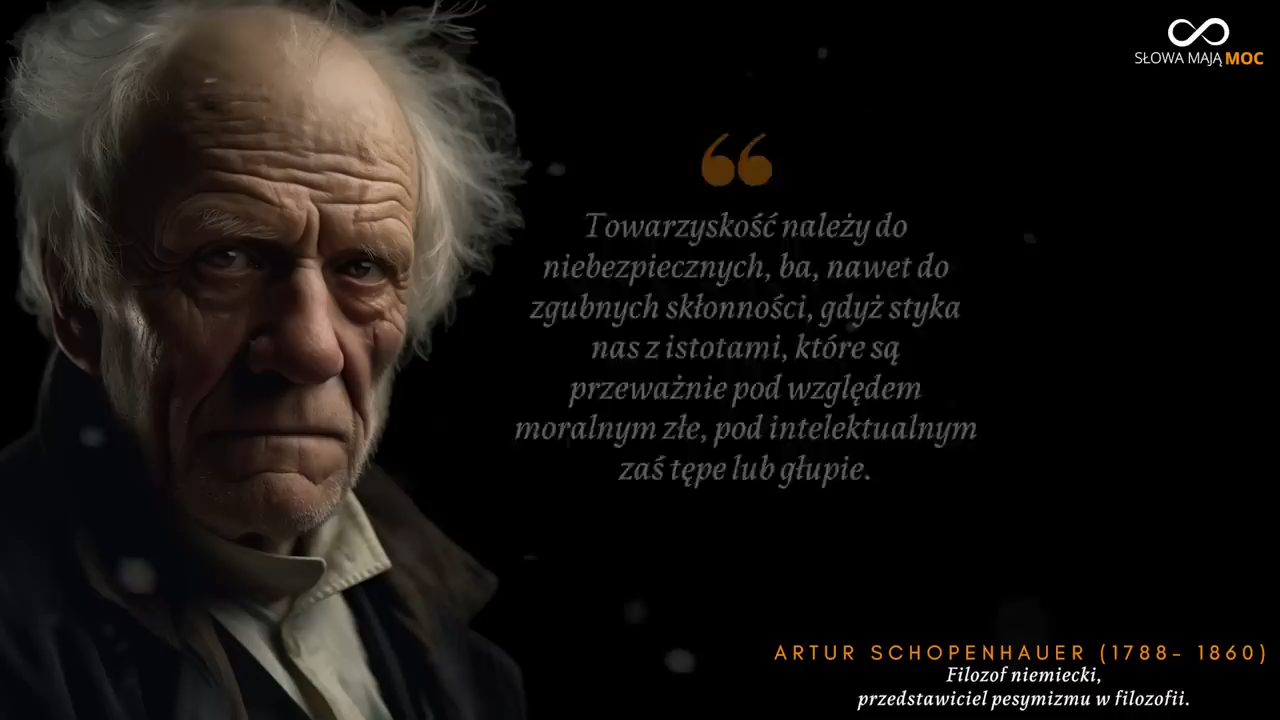 SŁOWA MAJĄ MOC
Towarzyskość należy do
niebezpiecznych, ba, nawet do
zgubnych skłonności, gdyż styka
nas z istotami, które są
przeważnie pod względem
moralnym złe, pod intelektualnym
zaś tępe lub głupie.
ARTUR SCHOPENHAUER (1788- 1860)
Filozof niemiecki,
przedstawiciel pesymizmu w filozofii.